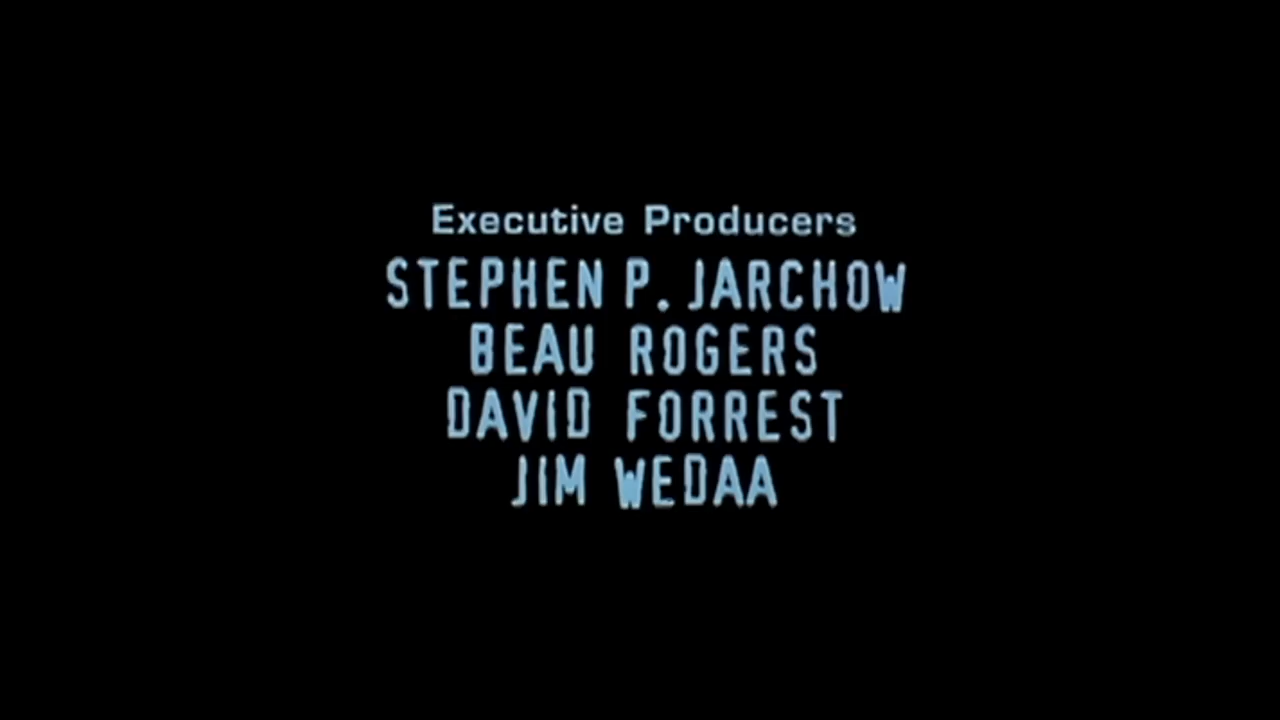 Executive Producers
STEPHEN P. JARCHOW
BEAU ROGERS
DAVID FORREST
JIM WEDAA